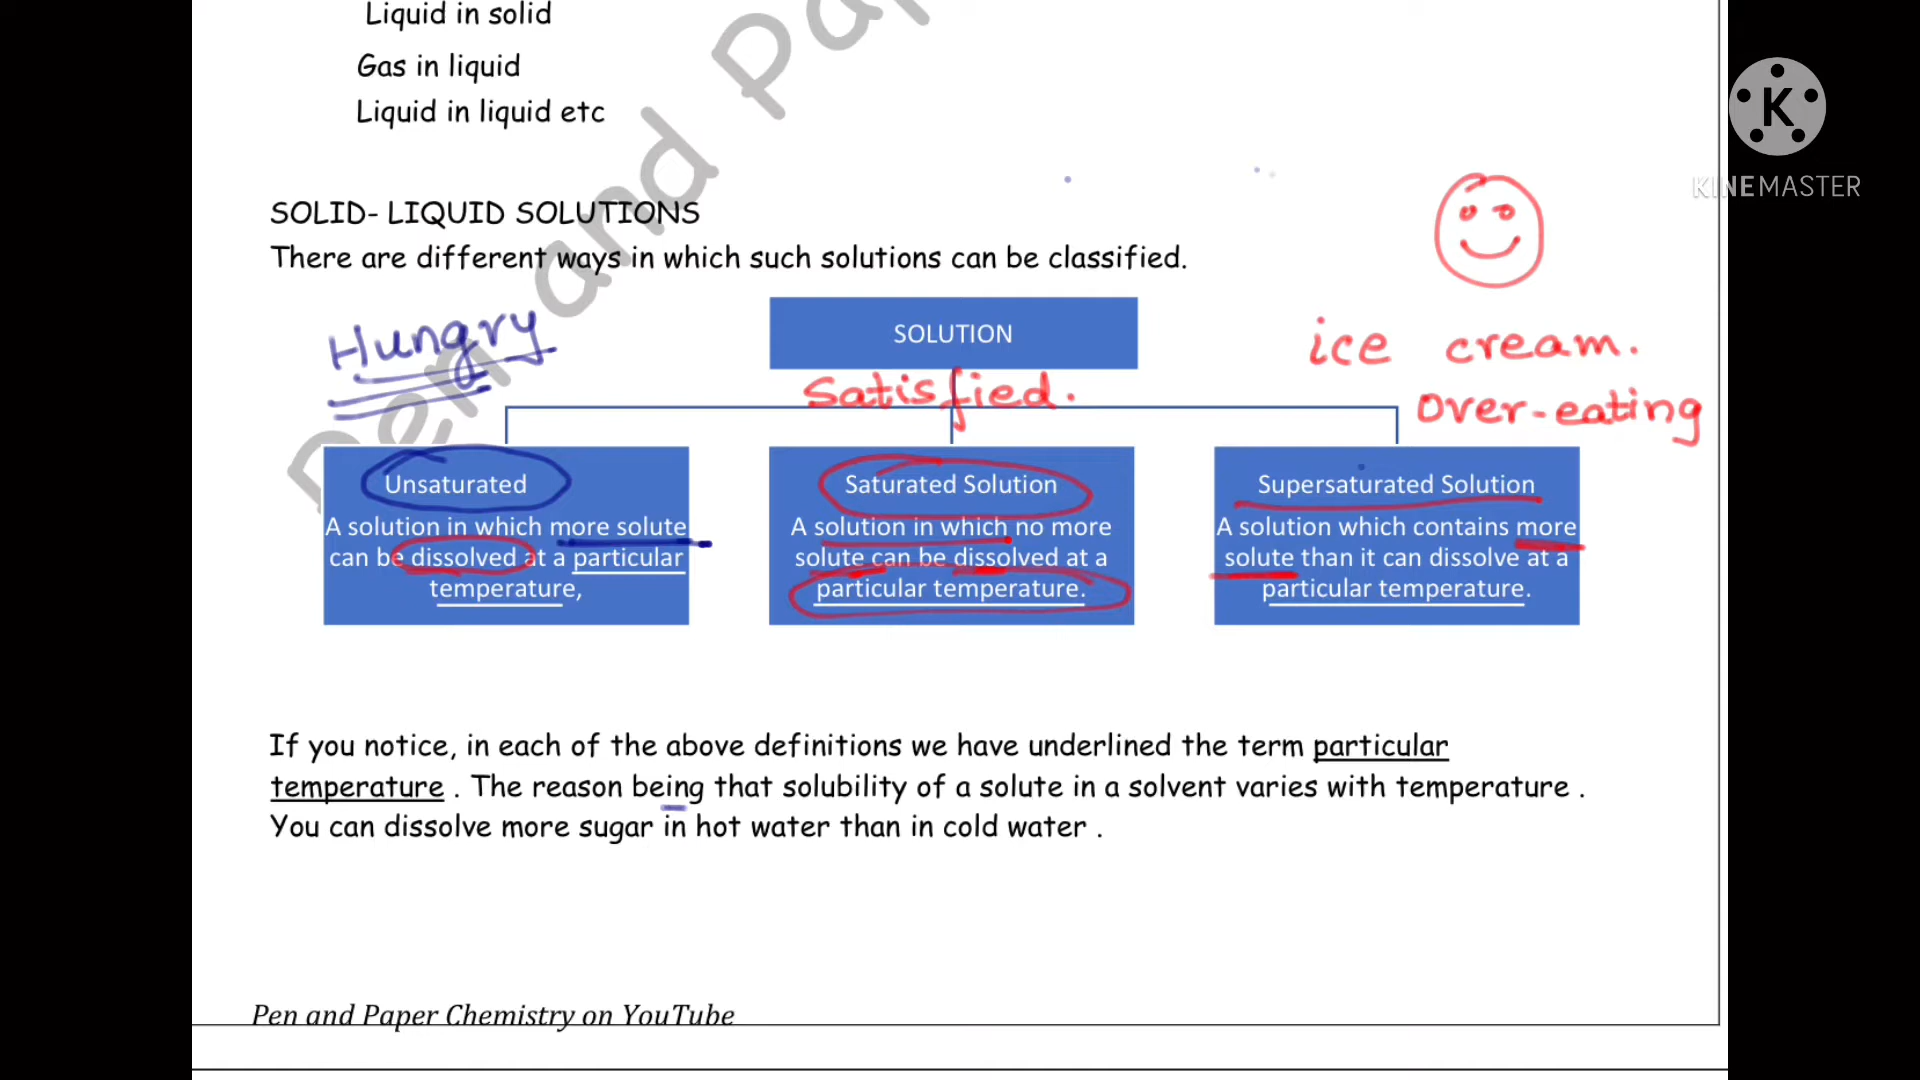 Liquid in solid
Gas in liquid
Liquid in liquid etc
Pen and Pap
K
KINEMASTER
SOLID- LIQUID SOLUTIONS
There are different ways in which such solutions can be classified.
Hungry
SOLUTION
Satisfied.
ice cream.
over-eating
Unsaturated
A solution in which more solute
can be dissolved at a particular
temperature,
Saturated Solution
A solution in which no more
solute can be dissolved at a
particular temperature.
Supersaturated Solution
A solution which contains more
solute than it can dissolve at a
particular temperature.
If you notice, in each of the above definitions we have underlined the term particular
temperature . The reason being that solubility of a solute in a solvent varies with temperature .
You can dissolve more sugar in hot water than in cold water .
Pen and Paper Chemistry on YouTube